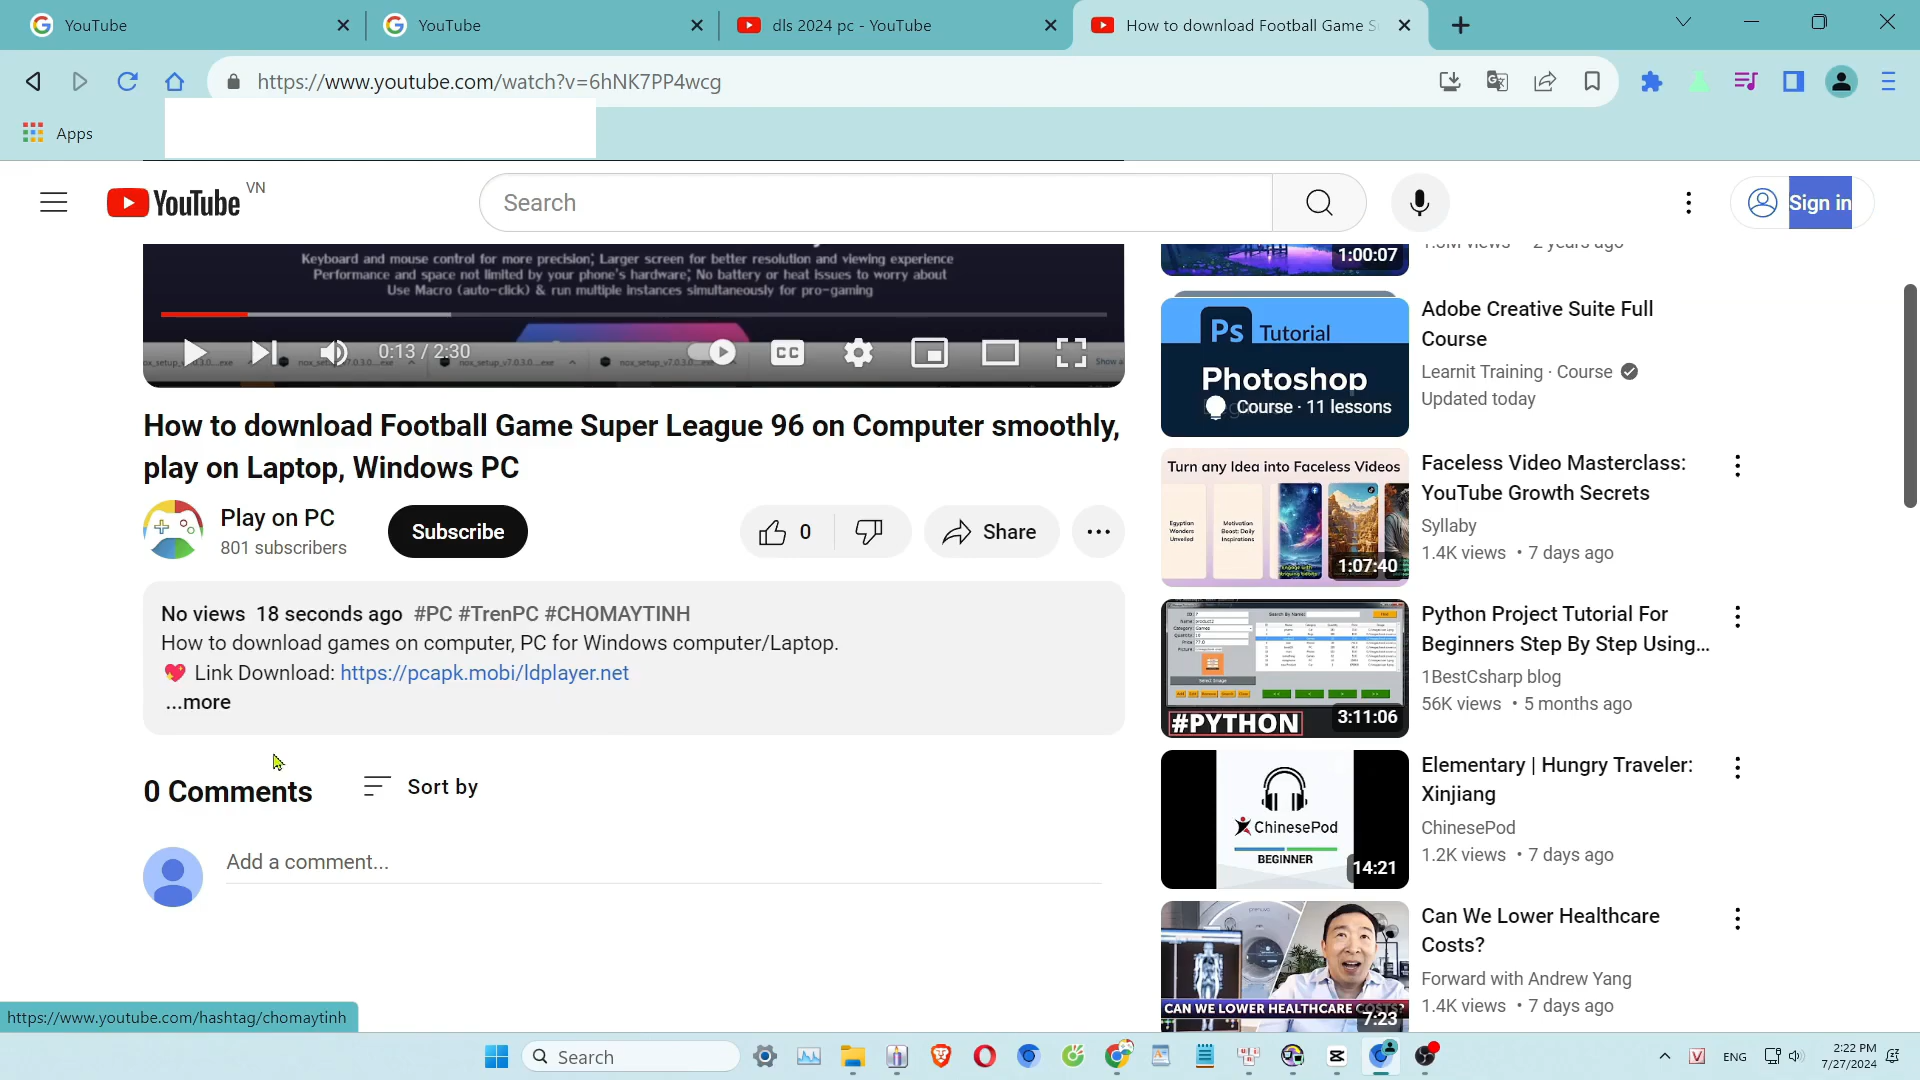 YouTube
YouTube
dls 2024 pc - YouTube
How to download Football Game S
https://www.youtube.com/watch?v=6hNK7PP4wcg
Apps
YouTube VN
Search
Sign in
Keyboard and mouse control for more precision; Larger screen for better resolution and viewing experience
Performance and space not limited by your phone's hardware; No battery or heat issues to worry about
Use Macro (auto-click) & run multiple instances simultaneously for pro-gaming
0:13 / 2:30
CC
How to download Football Game Super League 96 on Computer smoothly,
play on Laptop, Windows PC
Play on PC
801 subscribers
Subscribe
0
Share
No views 18 seconds ago #PC #TrenPC #CHOMAYTINH
How to download games on computer, PC for Windows computer/Laptop.
💖 Link Download: https://pcapk.mobi/ldplayer.net
...more
0 Comments
Sort by
Add a comment...
1:00:07
Ps Tutorial
Photoshop
Course · 11 lessons
Adobe Creative Suite Full
Course
Learnit Training · Course
Updated today
Turn any Idea into Faceless Videos
Egyptian
Wonders
Unveiled
Motivation
Boost: Daily
Inspirations
1:07:40
Faceless Video Masterclass:
YouTube Growth Secrets
Syllaby
1.4K views • 7 days ago
#PYTHON
3:11:06
Python Project Tutorial For
Beginners Step By Step Using...
1BestCsharp blog
56K views • 5 months ago
ChinesePod
BEGINNER
14:21
Elementary | Hungry Traveler:
Xinjiang
ChinesePod
1.2K views • 7 days ago
CAN WE LOWER HEALTHCARE COSTS?
7:23
Can We Lower Healthcare
Costs?
Forward with Andrew Yang
1.4K views • 7 days ago
https://www.youtube.com/hashtag/chomaytinh
Search
V
ENG
2:22 PM
7/27/2024